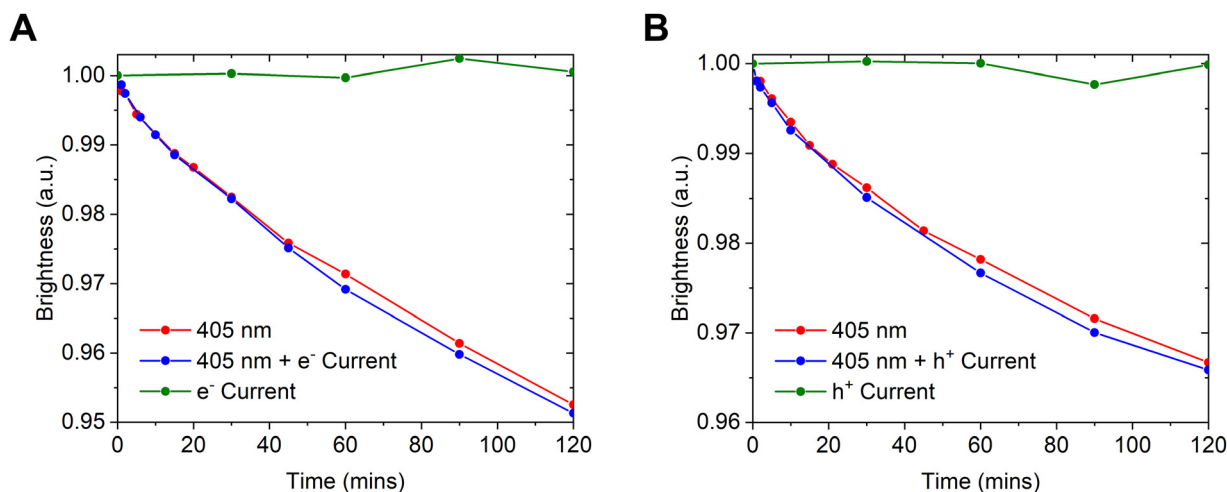 A
Brightness (a.u.)
1.00
0.99
0.98
0.97
0.96
0.95
405 nm
405 nm + e⁻ Current
e⁻ Current
0 20 40 60 80 100 120
Time (mins)
B
Brightness (a.u.)
1.00
0.99
0.98
0.97
0.96
405 nm
405 nm + h⁺ Current
h⁺ Current
0 20 40 60 80 100 120
Time (mins)